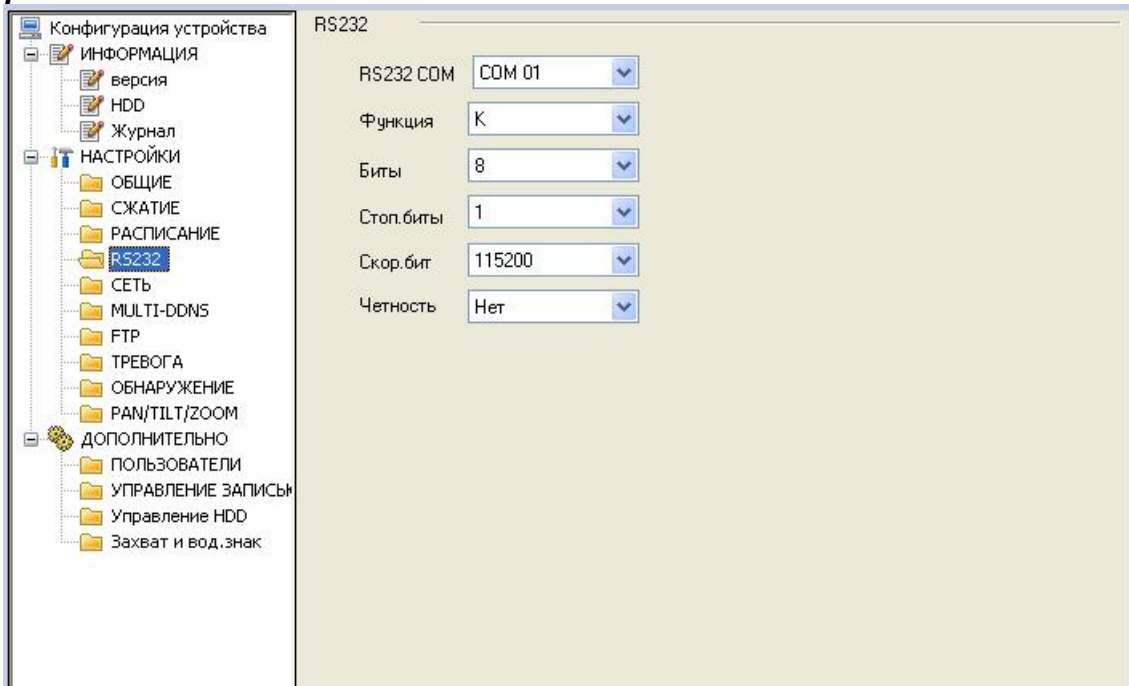 Конфигурация устройства
ИНФОРМАЦИЯ
версия
HDD
Журнал
НАСТРОЙКИ
ОБЩИЕ
СЖАТИЕ
РАСПИСАНИЕ
RS232
СЕТЬ
MULTI-DDNS
FTP
ТРЕВОГА
ОБНАРУЖЕНИЕ
PAN/TILT/ZOOM
ДОПОЛНИТЕЛЬНО
ПОЛЬЗОВАТЕЛИ
УПРАВЛЕНИЕ
Управление HDD
Захват и вод.знак
RS232
RS232 COM COM 01
Функция К
Биты 8
Стоп.биты 1
Скор.бит 115200
Четность Нет